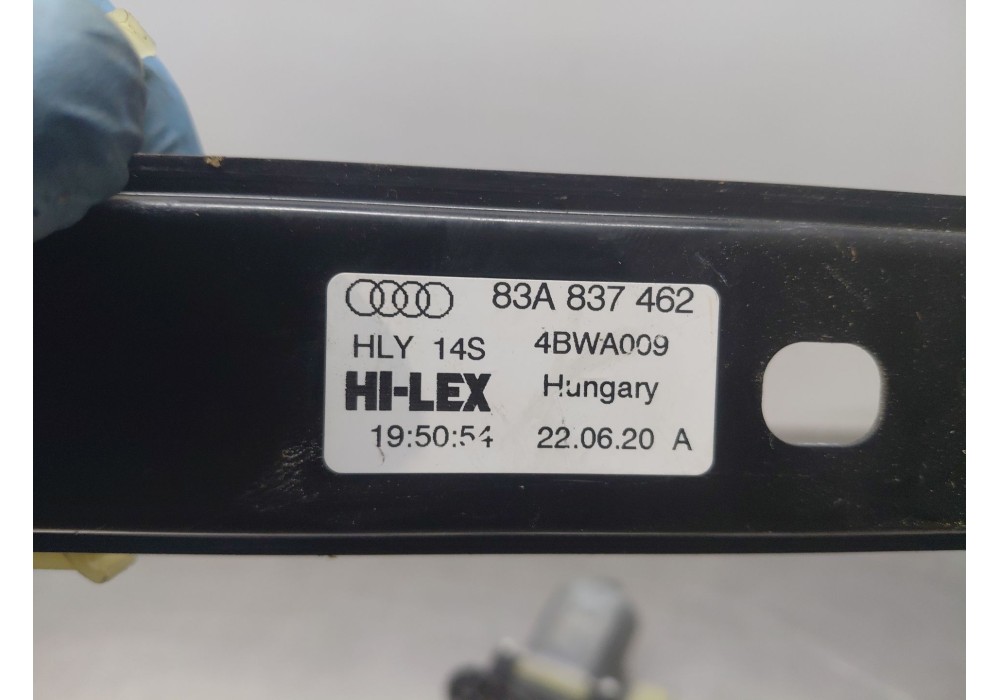 83A 837 462
HLY 14S 4BWA009
HI-LEX Hungary
19:50:54 22.06.20 A